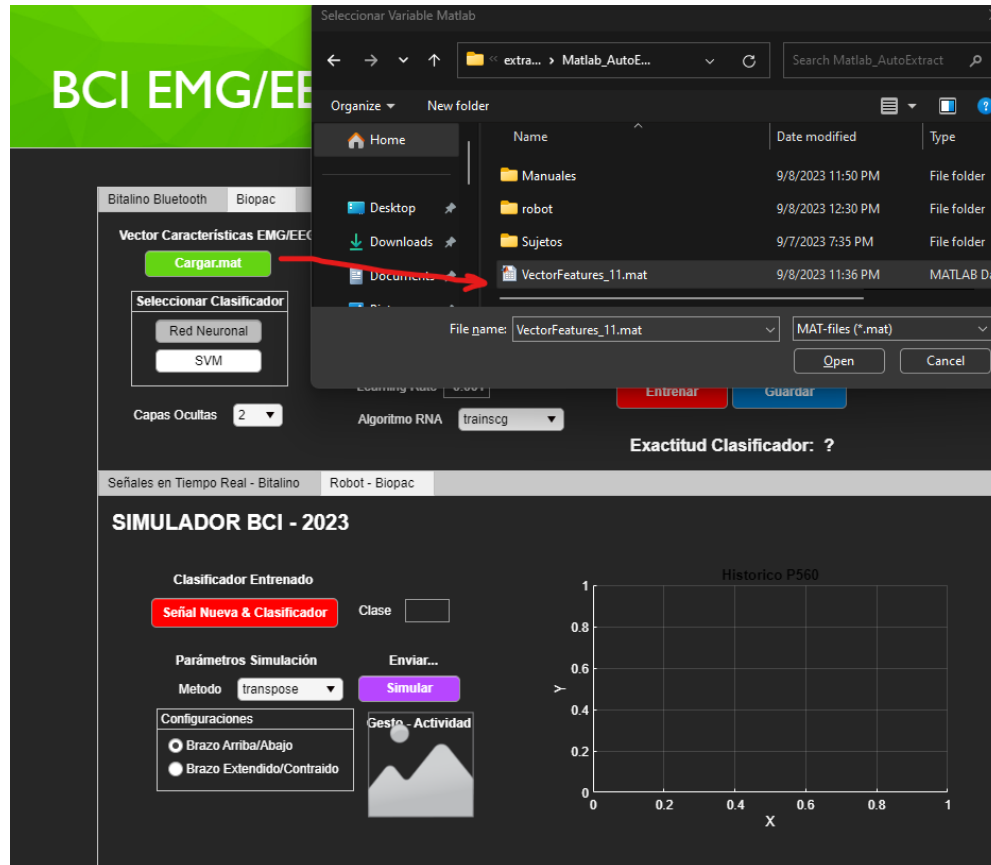 Seleccionar Variable Matlab
BCI EMG/EE
extra... > Matlab_AutoE...
Search Matlab_AutoExtract
Organize
New folder
Home
Desktop
Downloads
Documents
Name
Date modified
Type
Manuales
9/8/2023 11:50 PM
File folder
robot
9/8/2023 12:30 PM
File folder
Sujetos
9/7/2023 7:35 PM
File folder
VectorFeatures_11.mat
9/8/2023 11:36 PM
MATLAB Da
File name:
VectorFeatures_11.mat
MAT-files (*.mat)
Open
Cancel
Bitalino Bluetooth
Biopac
Vector Características EMG/EEG
Cargar.mat
Seleccionar Clasificador
Red Neuronal
SVM
Capas Ocultas
2
Learning Rate
0.001
Algoritmo RNA
trainscg
Entrenar
Guardar
Exactitud Clasificador: ?
Señales en Tiempo Real - Bitalino
Robot - Biopac
SIMULADOR BCI - 2023
Clasificador Entrenado
Señal Nueva & Clasificador
Clase
Parámetros Simulación
Enviar...
Metodo
transpose
Simular
Configuraciones
Brazo Arriba/Abajo
Brazo Extendido/Contraido
Gesto - Actividad
Historico P560
1
0.8
0.6
0.4
0.2
0
Y
0
0.2
0.4
0.6
0.8
1
X